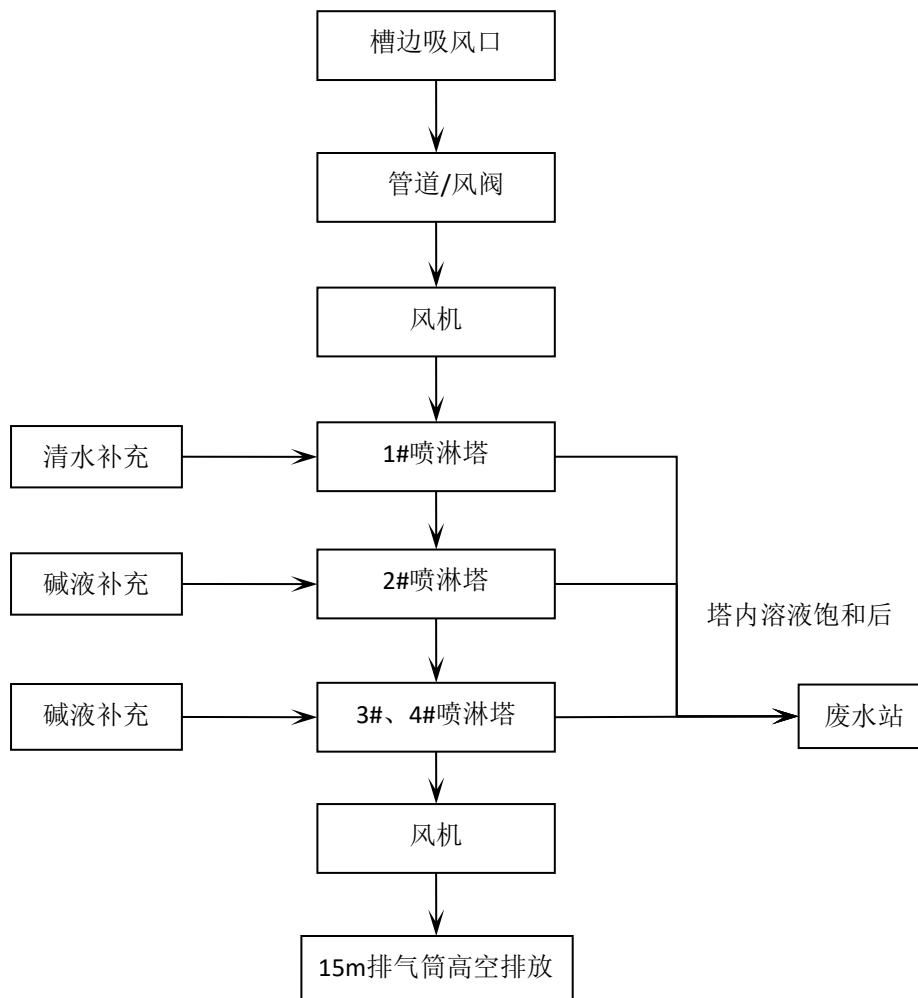 槽边吸风口
管道/风阀
风机
清水补充
1#喷淋塔
碱液补充
2#喷淋塔
塔内溶液饱和后
碱液补充
3#、4#喷淋塔
废水站
风机
15m排气筒高空排放